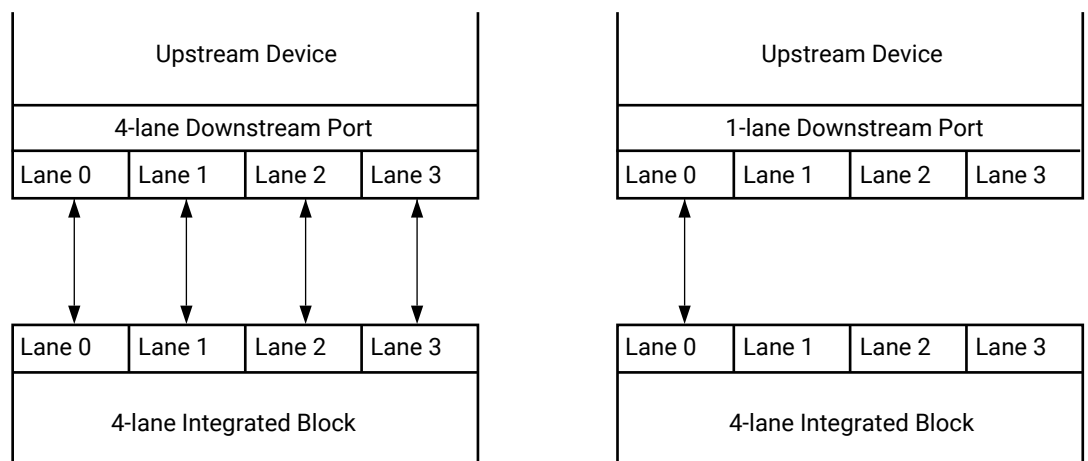 Upstream Device
4-lane Downstream Port
Lane 0 Lane 1 Lane 2 Lane 3
Lane 0 Lane 1 Lane 2 Lane 3
4-lane Integrated Block
Upstream Device
1-lane Downstream Port
Lane 0 Lane 1 Lane 2 Lane 3
Lane 0 Lane 1 Lane 2 Lane 3
4-lane Integrated Block